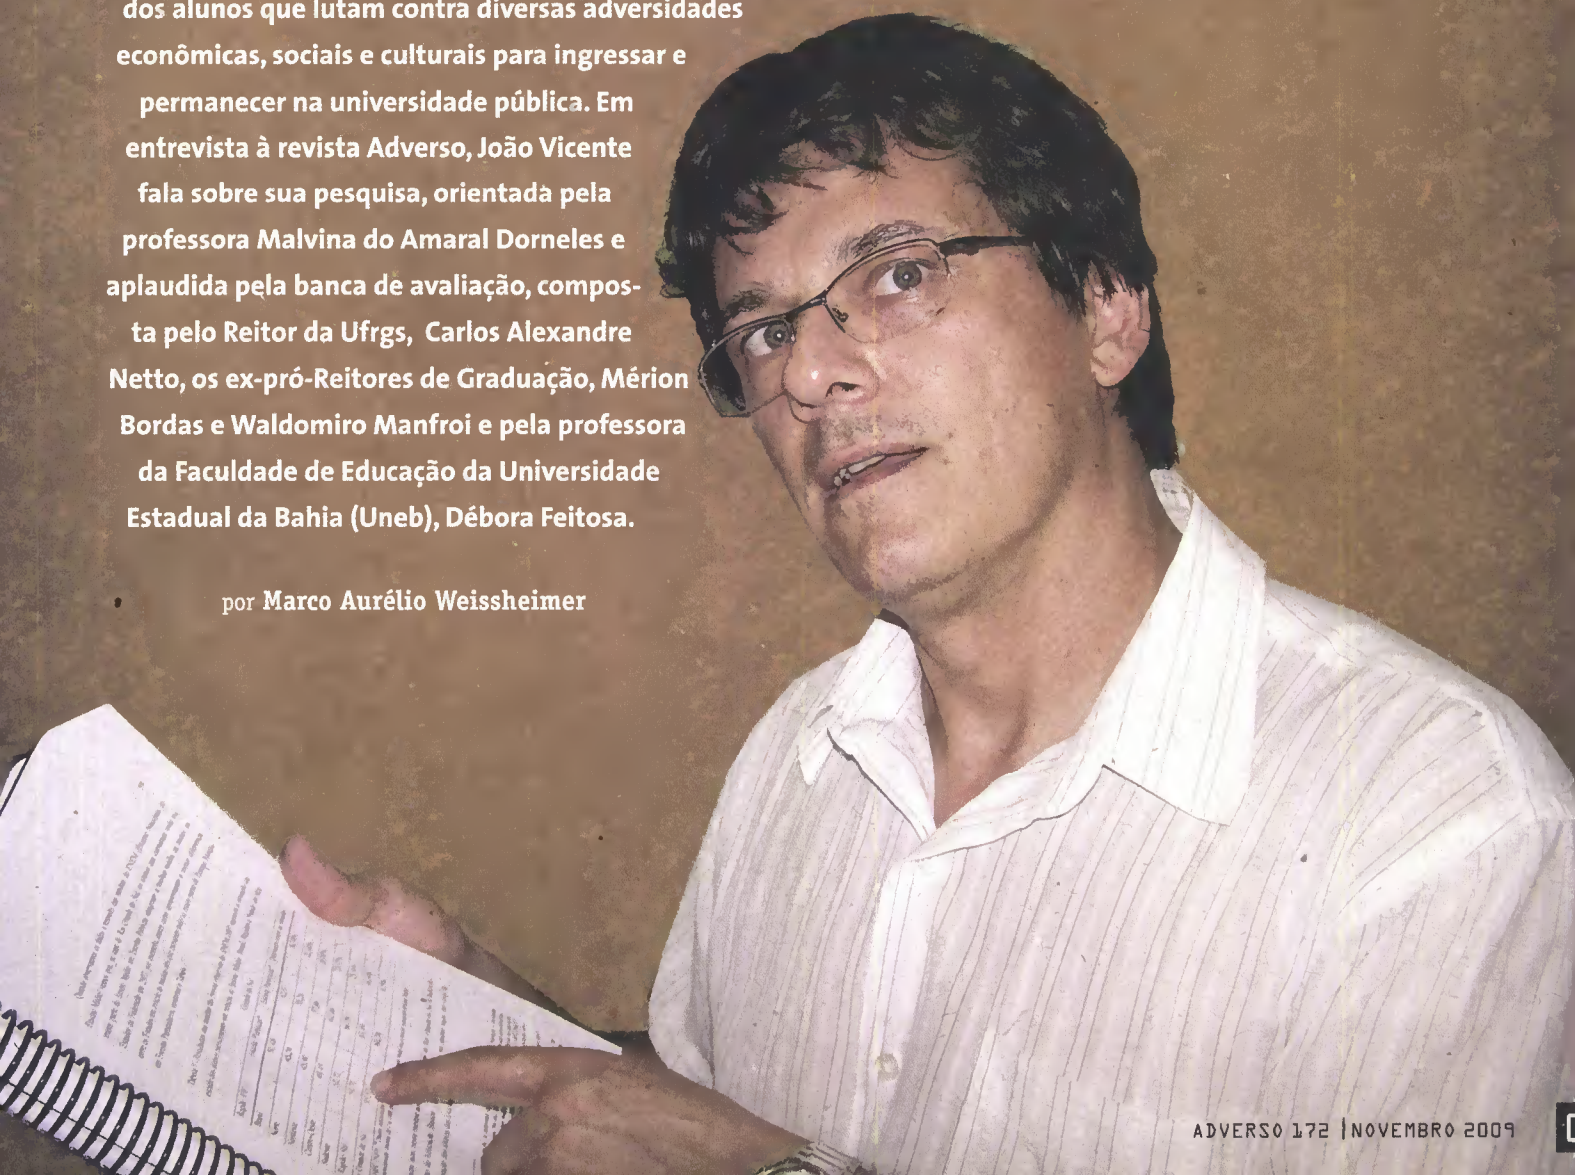 dos alunos que lutam contra diversas adversidades
econômicas, sociais e culturais para ingressar e
permanecer na universidade pública. Em
entrevista à revista Adverso, João Vicente
fala sobre sua pesquisa, orientada pela
professora Malvina do Amaral Dorneles e
aplaudida pela banca de avaliação, compos-
ta pelo Reitor da Ufrgs, Carlos Alexandre
Netto, os ex-pró-Reitores de Graduação, Mérion
Bordas e Waldomiro Manfroi e pela professora
da Faculdade de Educação da Universidade
Estadual da Bahia (Uneb), Débora Feitosa.
por Marco Aurélio Weissheimer
ADVERSO 172 | NOVEMBRO 2009